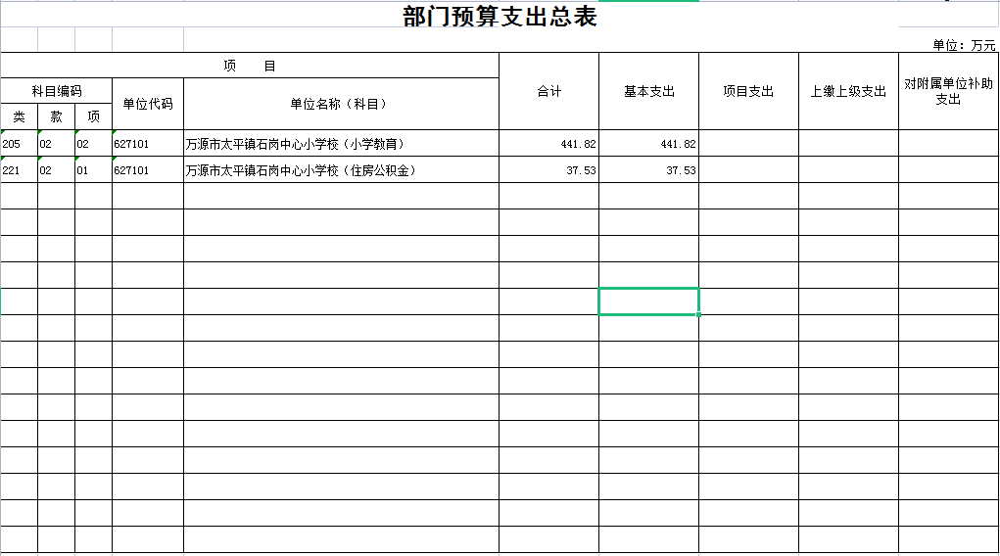 部门预算支出总表
单位：万元
项 目
合计
基本支出
项目支出
上缴上级支出
对附属单位补助
支出
科目编码
单位代码
单位名称（科目）
类 款 项
205 02 02 627101 万源市太平镇石岗中心小学校（小学教育） 441.82 441.82
221 02 01 627101 万源市太平镇石岗中心小学校（住房公积金） 37.53 37.53